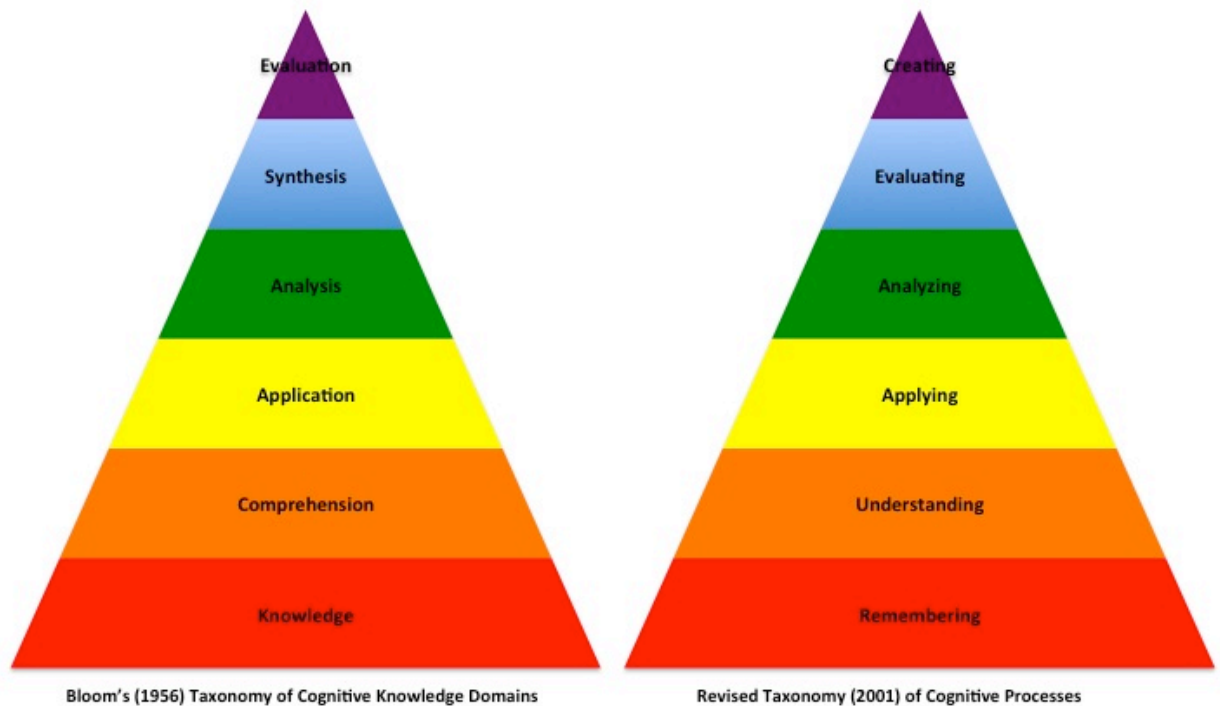 Evaluation
Synthesis
Analysis
Application
Comprehension
Knowledge
Bloom's (1956) Taxonomy of Cognitive Knowledge Domains
Creating
Evaluating
Analyzing
Applying
Understanding
Remembering
Revised Taxonomy (2001) of Cognitive Processes